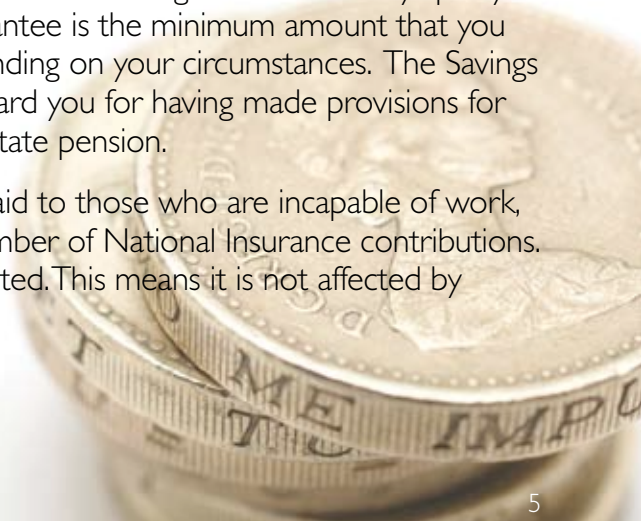 antee is the minimum amount that you
nding on your circumstances. The Savings
ard you for having made provisions for
tate pension.
aid to those who are incapable of work,
mber of National Insurance contributions.
ted. This means it is not affected by
ME IMPU
T
5